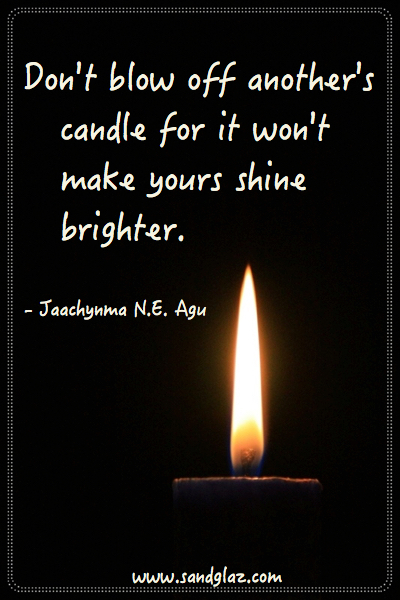 Don't blow off another's
candle for it won't
make yours shine
brighter.
- Jaachynma N.E. Agu
www.sandglaz.com